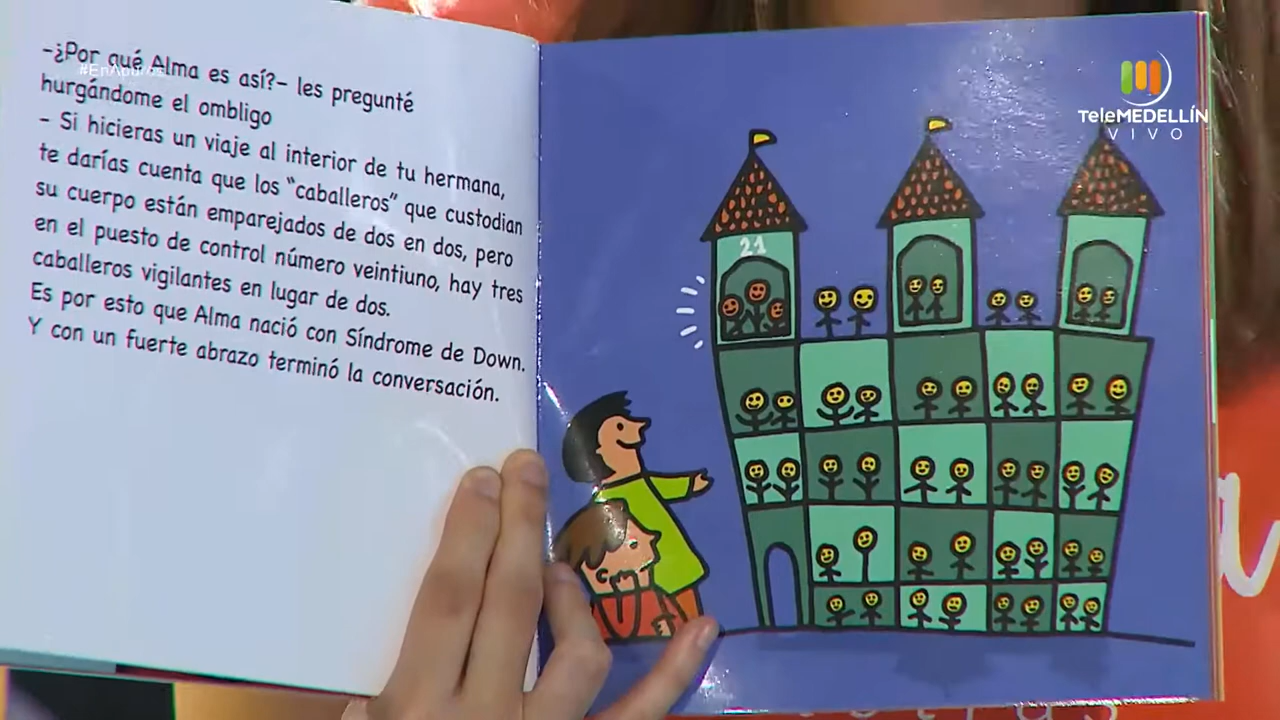 -¿Por qué Alma es así?- les pregunté
hurgándome el ombligo
- Si hicieras un viaje al interior de tu hermana,
te darías cuenta que los "caballeros" que custodian
su cuerpo están emparejados de dos en dos, pero
en el puesto de control número veintiuno, hay tres
caballeros vigilantes en lugar de dos.
Es por esto que Alma nació con Síndrome de Down.
Y con un fuerte abrazo terminó la conversación.
21
TeleMEDELLÍN
VIVO